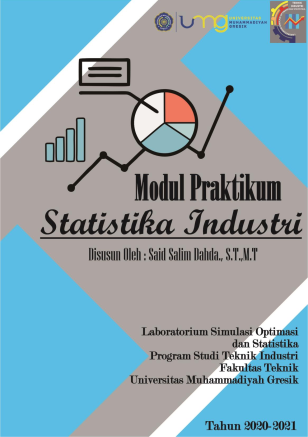 umg
UNIVERSITAS
MUHAMMADIYAH
GRESIK
Modul Praktikum
Statistika Industri
Disusun Oleh : Said Salim Dahda., S.T.,M.T
Laboratorium Simulasi Optimasi
dan Statistika
Program Studi Teknik Industri
Fakultas Teknik
Universitas Muhammadiyah Gresik
Tahun 2020-2021